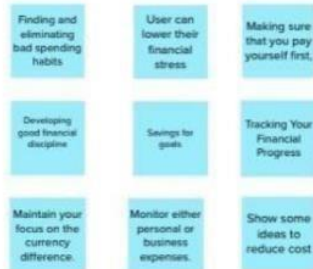 Finding and
eliminating
bad spending
habits
User can
lower their
financial
stress
Making sure
that you pay
yourself first,
Developing
good financial
discipline
Savings for
goals
Tracking Your
Financial
Progress
Maintain your
focus on the
currency
difference.
Monitor either
personal or
business
expenses.
Show some
ideas to
reduce cost